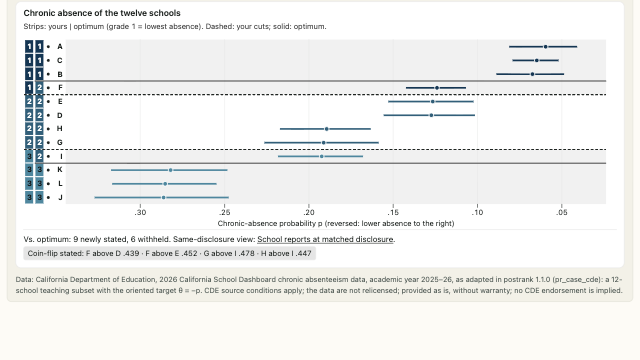 Chronic absence of the twelve schools
Strips: yours | optimum (grade 1 = lowest absence). Dashed: your cuts; solid: optimum.
1 1 • A
1 1 • C
1 1 • B
1 2 • F
2 2 • E
2 2 • D
2 2 • H
2 2 • G
3 2 • I
3 3 • K
3 3 • L
3 3 • J
.30 .25 .20 .15 .10 .05
Chronic-absence probability p (reversed: lower absence to the right)
Vs. optimum: 9 newly stated, 6 withheld. Same-disclosure view: School reports at matched disclosure.
Coin-flip stated: F above D .439 · F above E .452 · G above I .478 · H above I .447
Data: California Department of Education, 2026 California School Dashboard chronic absenteeism data, academic year 2025–26, as adapted in postrank 1.1.0 (pr_case_cde): a 12-
school teaching subset with the oriented target θ = −p. CDE source conditions apply; the data are not relicensed; provided as is, without warranty; no CDE endorsement is implied.